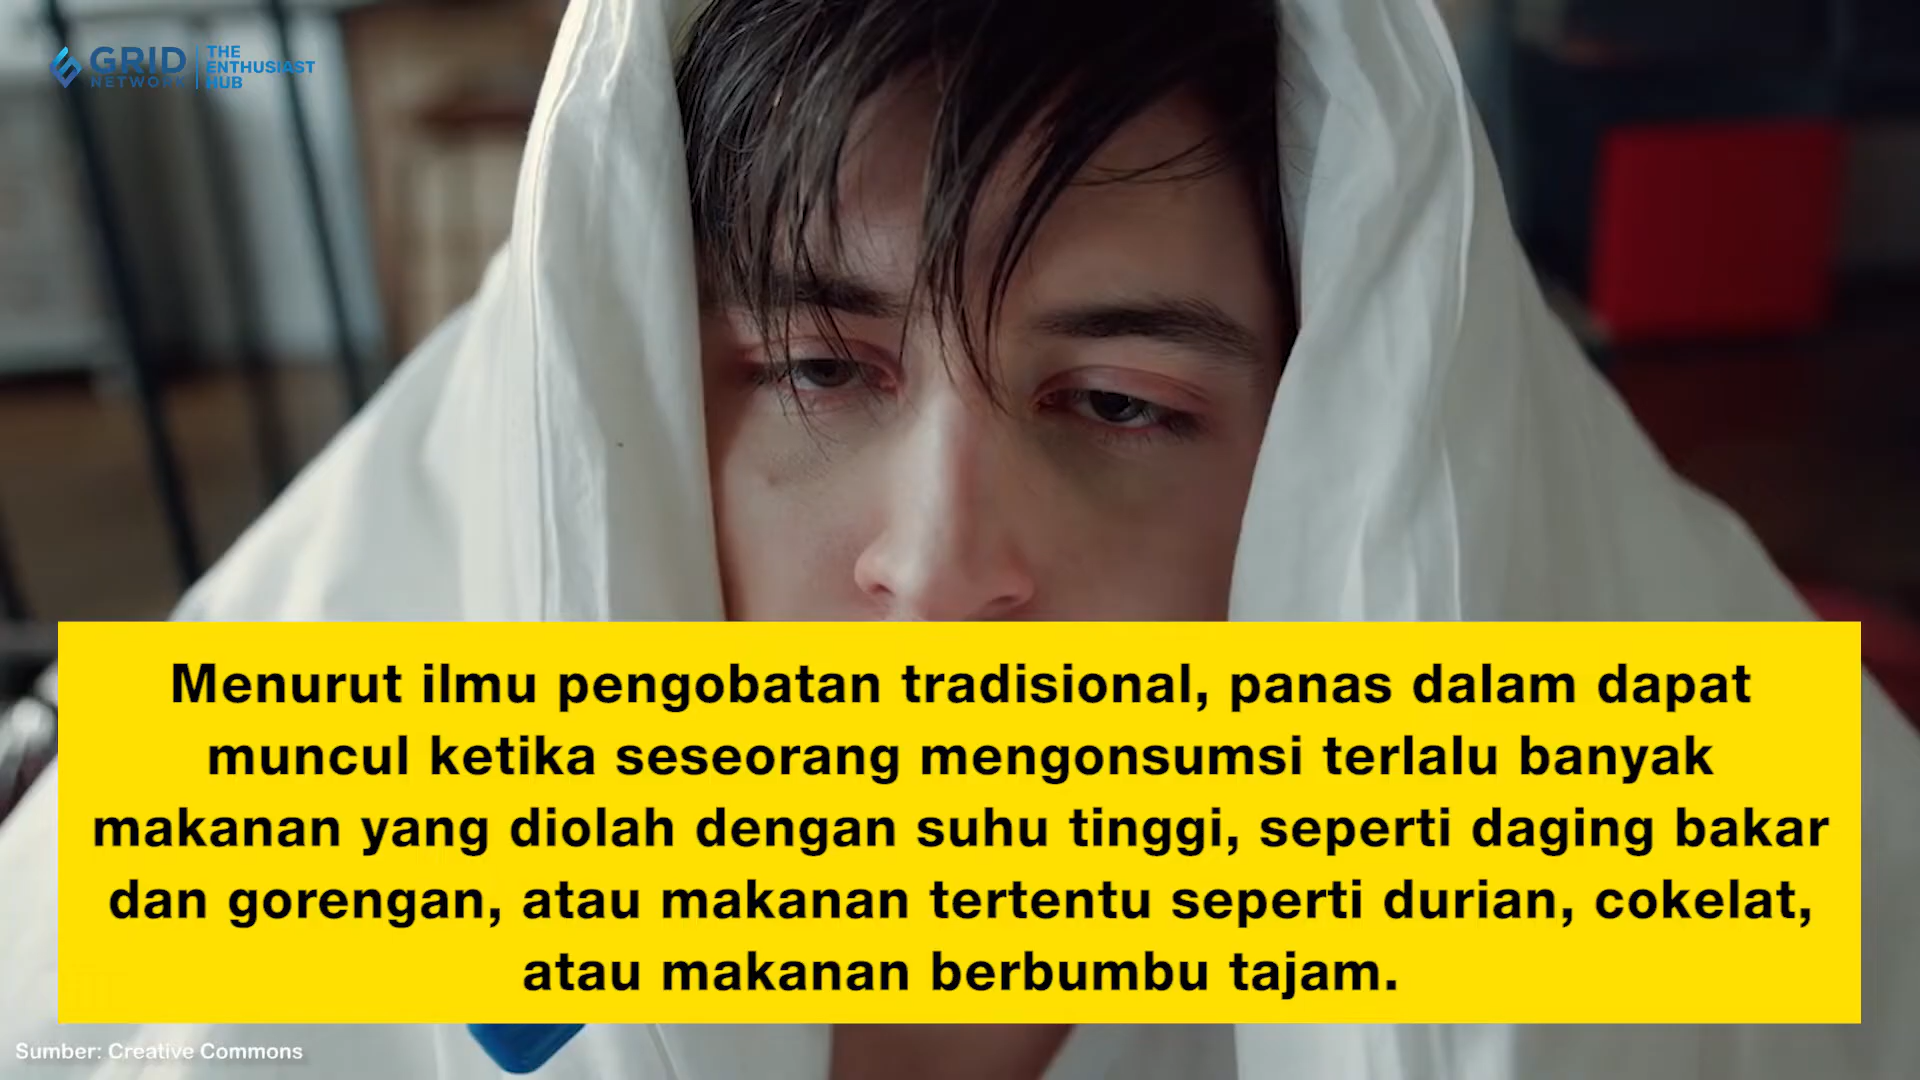 GRID
NETWORK
THE
ENTHUSIAST
HUB
Menurut ilmu pengobatan tradisional, panas dalam dapat
muncul ketika seseorang mengonsumsi terlalu banyak
makanan yang diolah dengan suhu tinggi, seperti daging bakar
dan gorengan, atau makanan tertentu seperti durian, cokelat,
atau makanan berbumbu tajam.
Sumber: Creative Commons